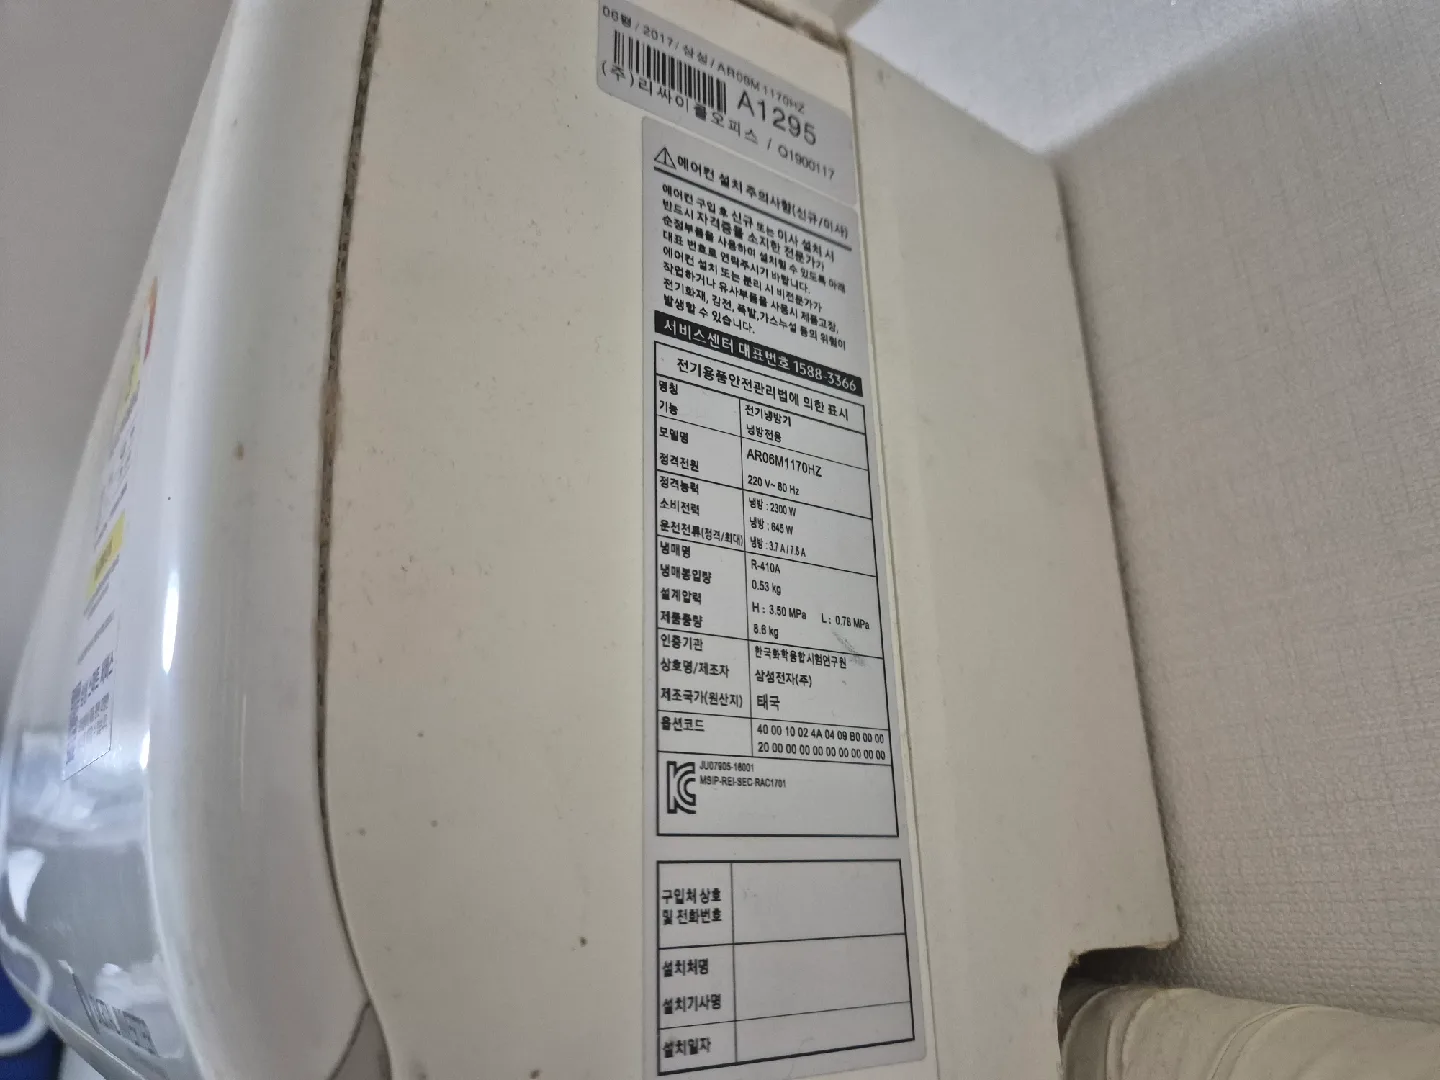 06평/2017/삼성/AR06M1170HZ
A1295
(주)리싸이클오피스 / Q1900117
에어컨 설치 주의사항(신규/이사)
에어컨 구입 후 신규 또는 이사 설치 시
반드시 자격증을 소지한 전문가가
순정부품을 사용하여 설치될 수 있도록 아래
대표 번호로 연락주시기 바랍니다.
에어컨 설치 또는 분리 시 비전문가가
작업하거나 유사부품을 사용시 제품고장,
전기화재, 감전, 폭발,가스누설 등의 위험이
발생할 수 있습니다.
서비스센터 대표번호 1588-3366
전기용품안전관리법에 의한 표시
명칭 전기냉방기
기능 냉방전용
모델명 AR06M1170HZ
정격전원 220 V~ 60 Hz
정격능력 냉방 : 2300 W
소비전력 냉방 : 645 W
운전전류(정격/최대) 냉방 : 3.7 A / 7.5 A
냉매명 R-410A
냉매봉입량 0.53 kg
설계압력 H : 3.50 MPa L : 0.78 MPa
제품중량 8.8 kg
인증기관 한국화학융합시험연구원
상호명/제조자 삼성전자(주)
제조국가(원산지) 태국
옵션코드 40 00 10 02 4A 04 09 B0 00 00
20 00 00 00 00 00 00 00 00 00
JU07905-16001
MSIP-REI-SEC-RAC1701
구입처 상호
및 전화번호
설치처명
설치기사명
설치일자